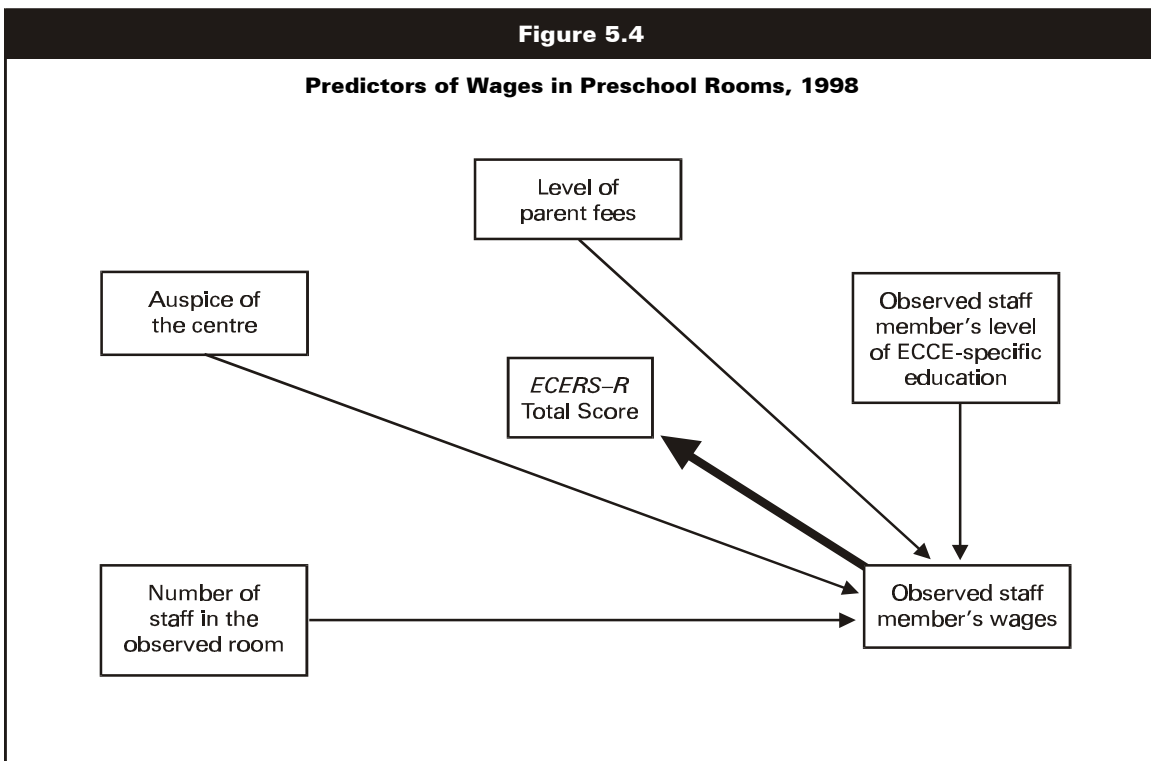 Figure 5.4
Predictors of Wages in Preschool Rooms, 1998
Level of
parent fees
Auspice of
the centre
Observed staff
member's level
of ECCE-specific
education
ECERS–R
Total Score
Number of
staff in the
observed room
Observed staff
member's wages